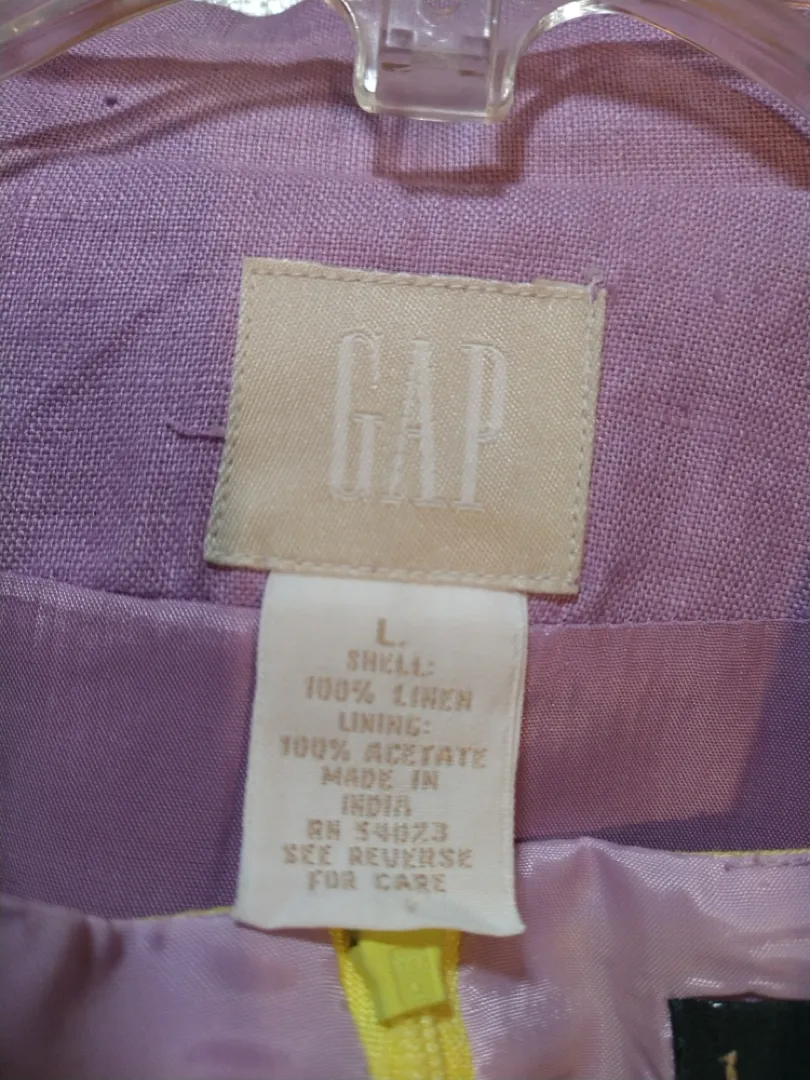 GAP
L.
SHELL:
100% LINEN
LINING:
100% ACETATE
MADE IN
INDIA
RN 54023
SEE REVERSE
FOR CARE